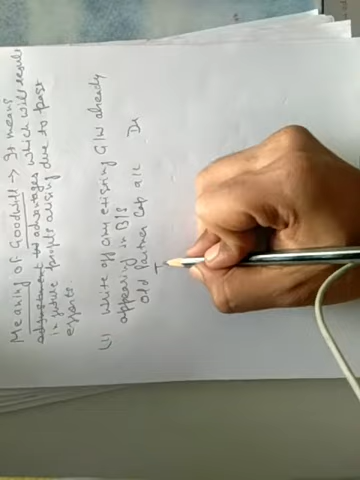 Meaning of Goodwill → It means
advantages which will result
in future profits arising due to past
efforts.
(1) Write off any existing G/W already
appearing in B/S
Old Partner Cap a/c Dr
T